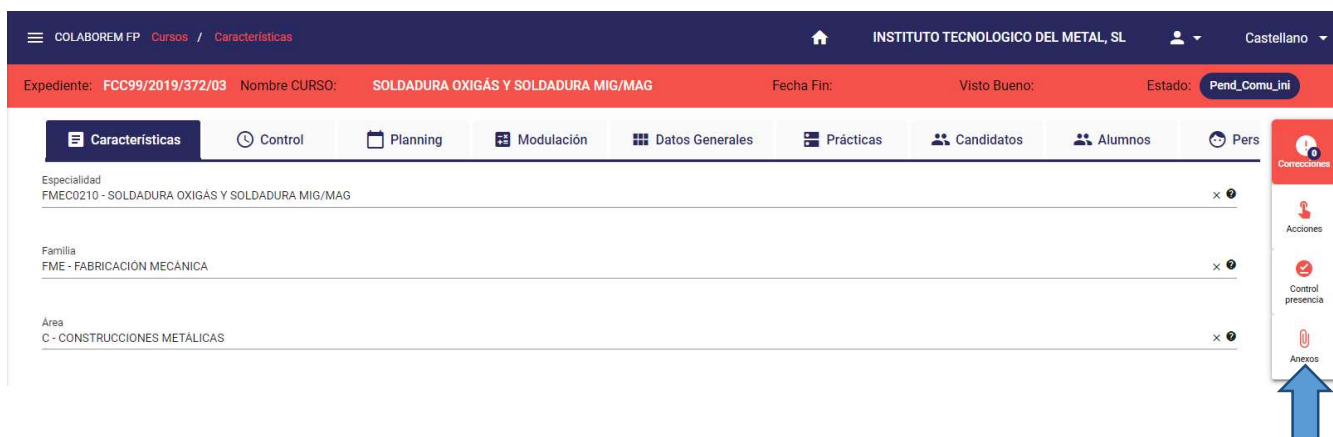 COLABOREM FP Cursos / Características INSTITUTO TECNOLOGICO DEL METAL, SL Castellano
Expediente: FCC99/2019/372/03 Nombre CURSO: SOLDADURA OXIGÁS Y SOLDADURA MIG/MAG Fecha Fin: Visto Bueno: Estado: Pend_Comu_ini
Características Control Planning Modulación Datos Generales Prácticas Candidatos Alumnos Pers
0
Correcciones
Especialidad
FMEC0210 - SOLDADURA OXIGÁS Y SOLDADURA MIG/MAG
Acciones
Familia
FME - FABRICACIÓN MECÁNICA
Control
presencia
Área
C - CONSTRUCCIONES METÁLICAS
Anexos